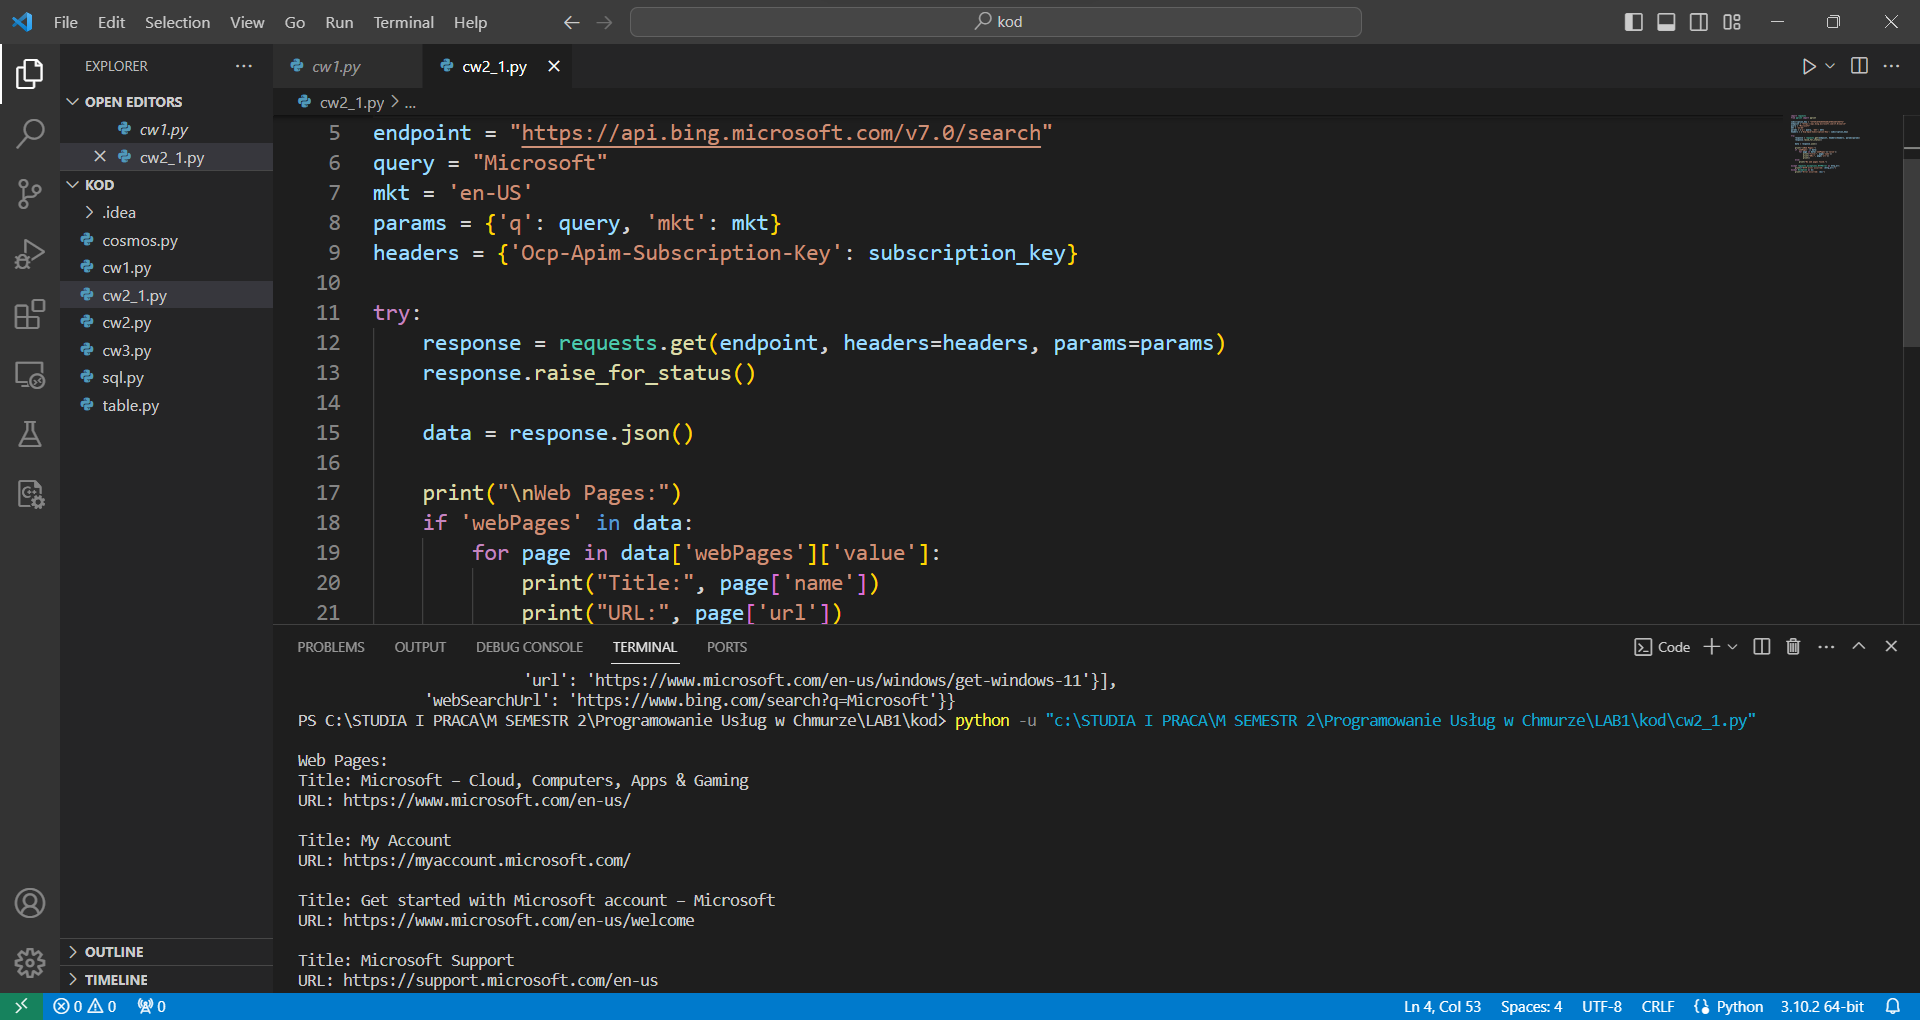 File Edit Selection View Go Run Terminal Help
kod
EXPLORER
cw1.py
cw2_1.py
OPEN EDITORS
cw1.py
cw2_1.py
KOD
.idea
cosmos.py
cw1.py
cw2_1.py
cw2.py
cw3.py
sql.py
table.py
OUTLINE
TIMELINE
cw2_1.py > ...
5 endpoint = "https://api.bing.microsoft.com/v7.0/search"
6 query = "Microsoft"
7 mkt = 'en-US'
8 params = {'q': query, 'mkt': mkt}
9 headers = {'Ocp-Apim-Subscription-Key': subscription_key}
10
11 try:
12 response = requests.get(endpoint, headers=headers, params=params)
13 response.raise_for_status()
14
15 data = response.json()
16
17 print("\nWeb Pages:")
18 if 'webPages' in data:
19 for page in data['webPages']['value']:
20 print("Title:", page['name'])
21 print("URL:", page['url'])
PROBLEMS OUTPUT DEBUG CONSOLE TERMINAL PORTS
Code
'url': 'https://www.microsoft.com/en-us/windows/get-windows-11'}],
'webSearchUrl': 'https://www.bing.com/search?q=Microsoft'}}
PS C:\STUDIA I PRACA\M SEMESTR 2\Programowanie Usług w Chmurze\LAB1\kod> python -u "c:\STUDIA I PRACA\M SEMESTR 2\Programowanie Usług w Chmurze\LAB1\kod\cw2_1.py"
Web Pages:
Title: Microsoft – Cloud, Computers, Apps & Gaming
URL: https://www.microsoft.com/en-us/
Title: My Account
URL: https://myaccount.microsoft.com/
Title: Get started with Microsoft account – Microsoft
URL: https://www.microsoft.com/en-us/welcome
Title: Microsoft Support
URL: https://support.microsoft.com/en-us
0 0 0
Ln 4, Col 53 Spaces: 4 UTF-8 CRLF Python 3.10.2 64-bit